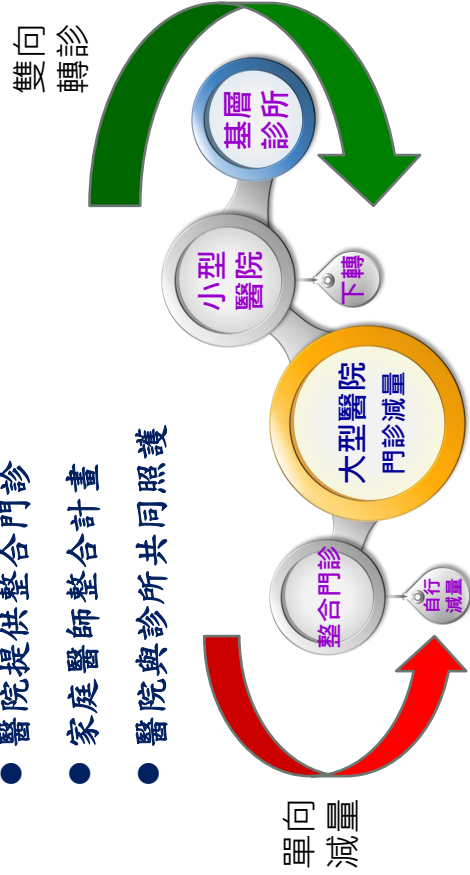 醫院提供整合門診
家庭醫師整合計畫
醫院與診所共同照護
單向
減量
整合門診
自行
減量
大型醫院
門診減量
小型
醫院
下轉
基層
診所
雙向
轉診